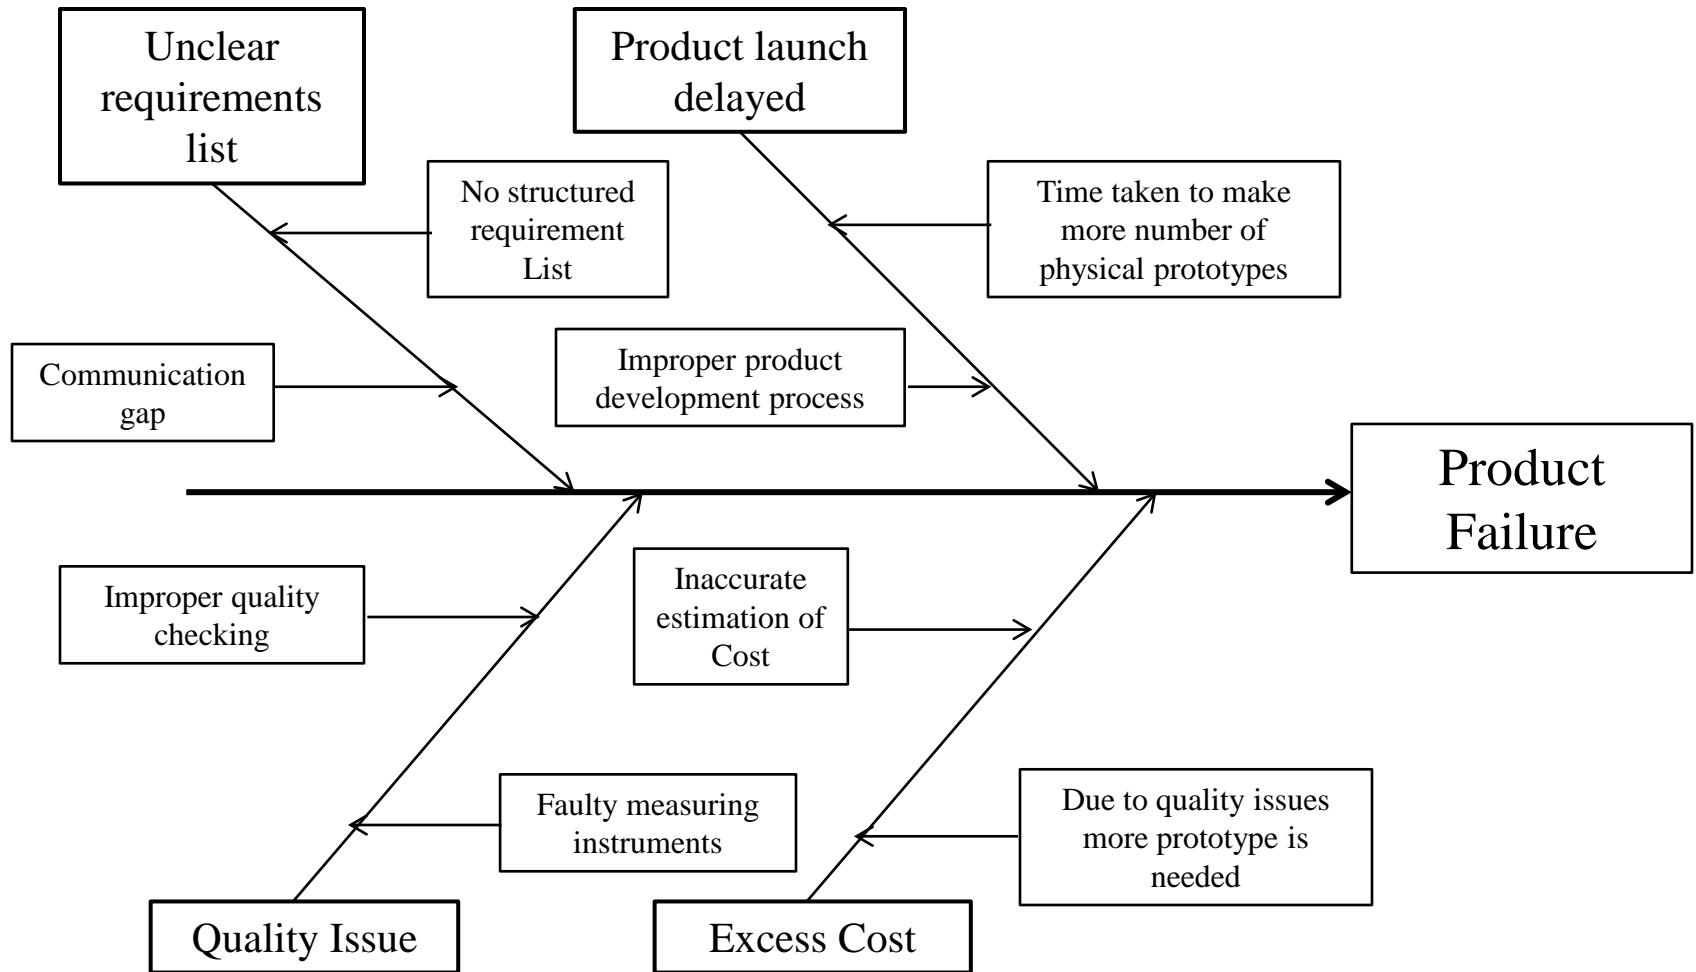 Unclear
requirements
list
Product launch
delayed
No structured
requirement
List
Time taken to make
more number of
physical prototypes
Communication
gap
Improper product
development process
Product
Failure
Improper quality
checking
Inaccurate
estimation of
Cost
Faulty measuring
instruments
Due to quality issues
more prototype is
needed
Quality Issue
Excess Cost